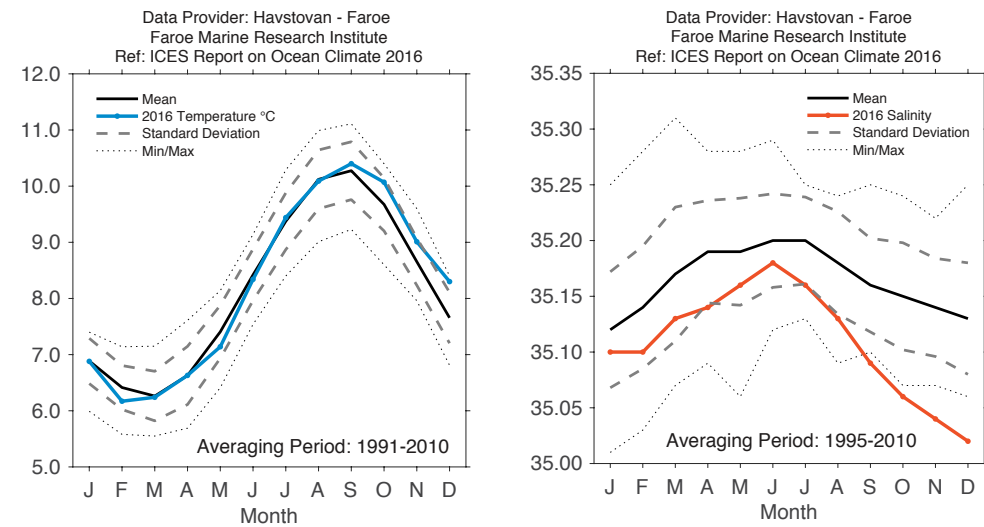 Data Provider: Havstovan - Faroe
Faroe Marine Research Institute
Ref: ICES Report on Ocean Climate 2016
12.0
11.0
10.0
9.0
8.0
7.0
6.0
5.0
Mean
2016 Temperature °C
Standard Deviation
Min/Max
Averaging Period: 1991-2010
J F M A M J J A S O N D
Month
Data Provider: Havstovan - Faroe
Faroe Marine Research Institute
Ref: ICES Report on Ocean Climate 2016
35.35
35.30
35.25
35.20
35.15
35.10
35.05
35.00
Mean
2016 Salinity
Standard Deviation
Min/Max
Averaging Period: 1995-2010
J F M A M J J A S O N D
Month